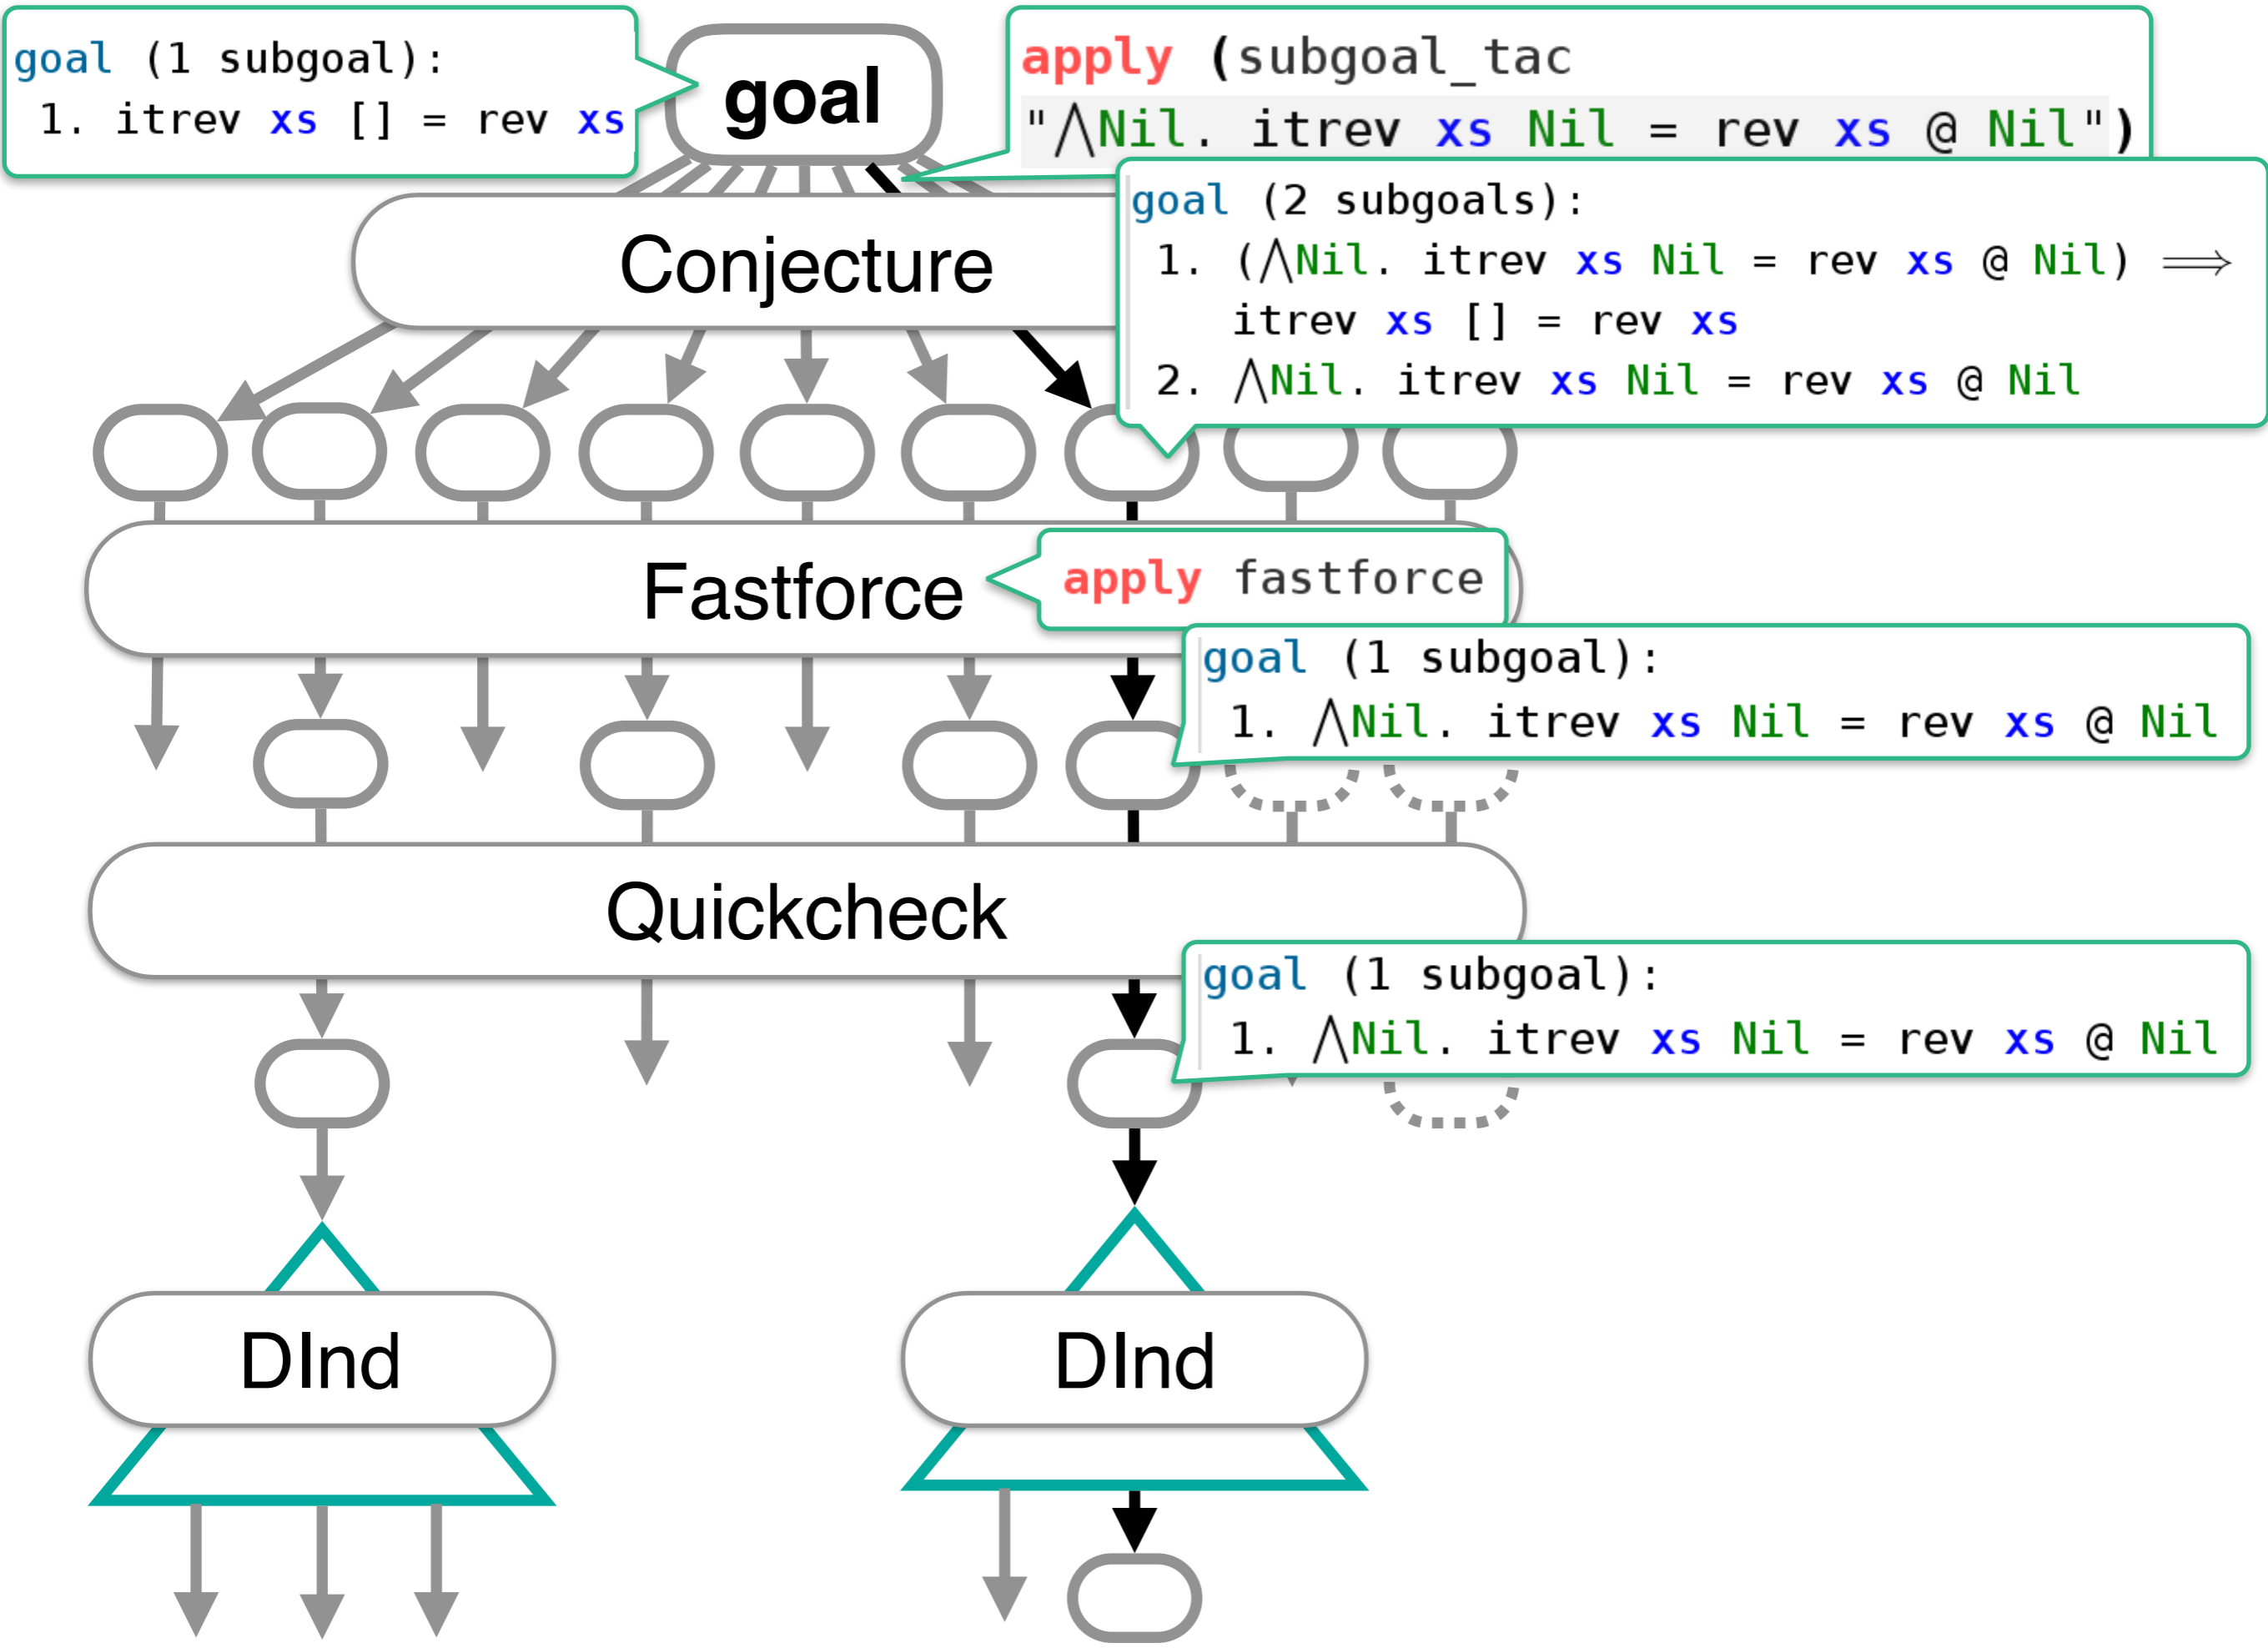 goal (1 subgoal):
1. itrev xs [] = rev xs
goal
apply (subgoal_tac
"⋀Nil. itrev xs Nil = rev xs @ Nil")
Conjecture
goal (2 subgoals):
1. (⋀Nil. itrev xs Nil = rev xs @ Nil) ⟹
itrev xs [] = rev xs
2. ⋀Nil. itrev xs Nil = rev xs @ Nil
Fastforce
apply fastforce
goal (1 subgoal):
1. ⋀Nil. itrev xs Nil = rev xs @ Nil
Quickcheck
goal (1 subgoal):
1. ⋀Nil. itrev xs Nil = rev xs @ Nil
DInd
DInd